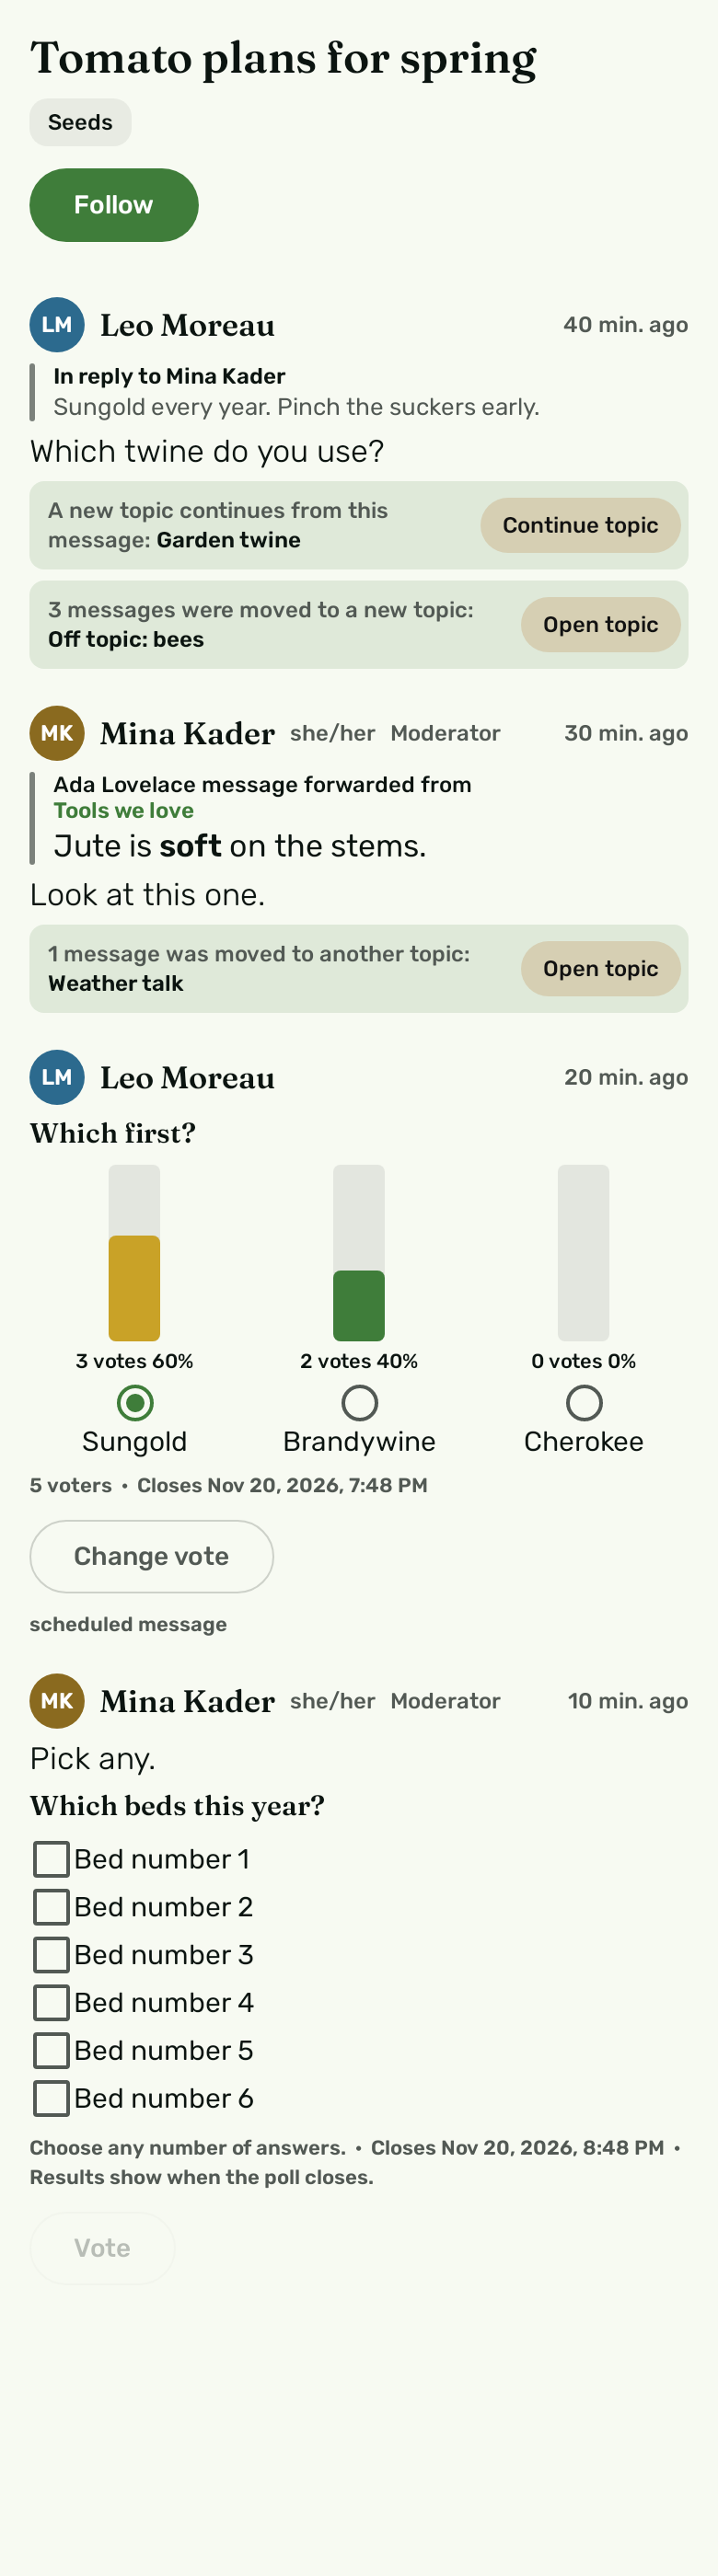 Tomato plans for spring
Seeds
Follow
LM Leo Moreau 40 min. ago
In reply to Mina Kader
Sungold every year. Pinch the suckers early.
Which twine do you use?
A new topic continues from this
message: Garden twine
Continue topic
3 messages were moved to a new topic:
Off topic: bees
Open topic
MK Mina Kader she/her Moderator 30 min. ago
Ada Lovelace message forwarded from
Tools we love
Jute is soft on the stems.
Look at this one.
1 message was moved to another topic:
Weather talk
Open topic
LM Leo Moreau 20 min. ago
Which first?
3 votes 60% 2 votes 40% 0 votes 0%
Sungold Brandywine Cherokee
5 voters • Closes Nov 20, 2026, 7:48 PM
Change vote
scheduled message
MK Mina Kader she/her Moderator 10 min. ago
Pick any.
Which beds this year?
Bed number 1
Bed number 2
Bed number 3
Bed number 4
Bed number 5
Bed number 6
Choose any number of answers. • Closes Nov 20, 2026, 8:48 PM •
Results show when the poll closes.
Vote